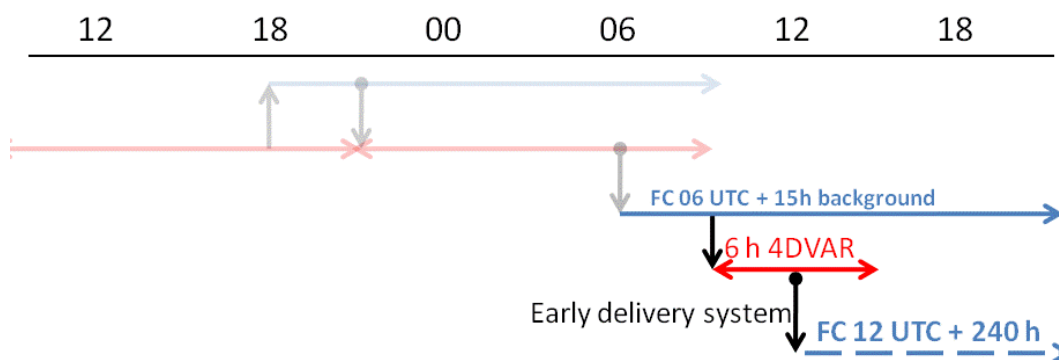 12 18 00 06 12 18
FC 06 UTC + 15h background
6 h 4DVAR
Early delivery system
FC 12 UTC + 240 h